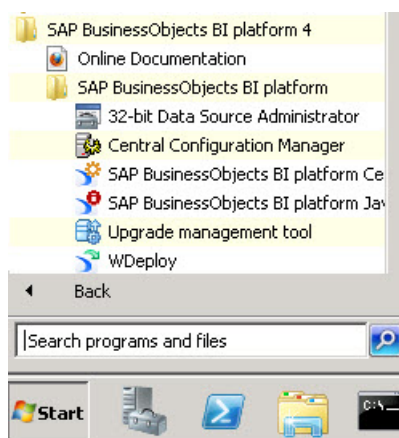 SAP BusinessObjects BI platform 4
Online Documentation
SAP BusinessObjects BI platform
32-bit Data Source Administrator
Central Configuration Manager
SAP BusinessObjects BI platform Ce
SAP BusinessObjects BI platform Jav
Upgrade management tool
WDeploy
Back
Search programs and files
Start
C:\